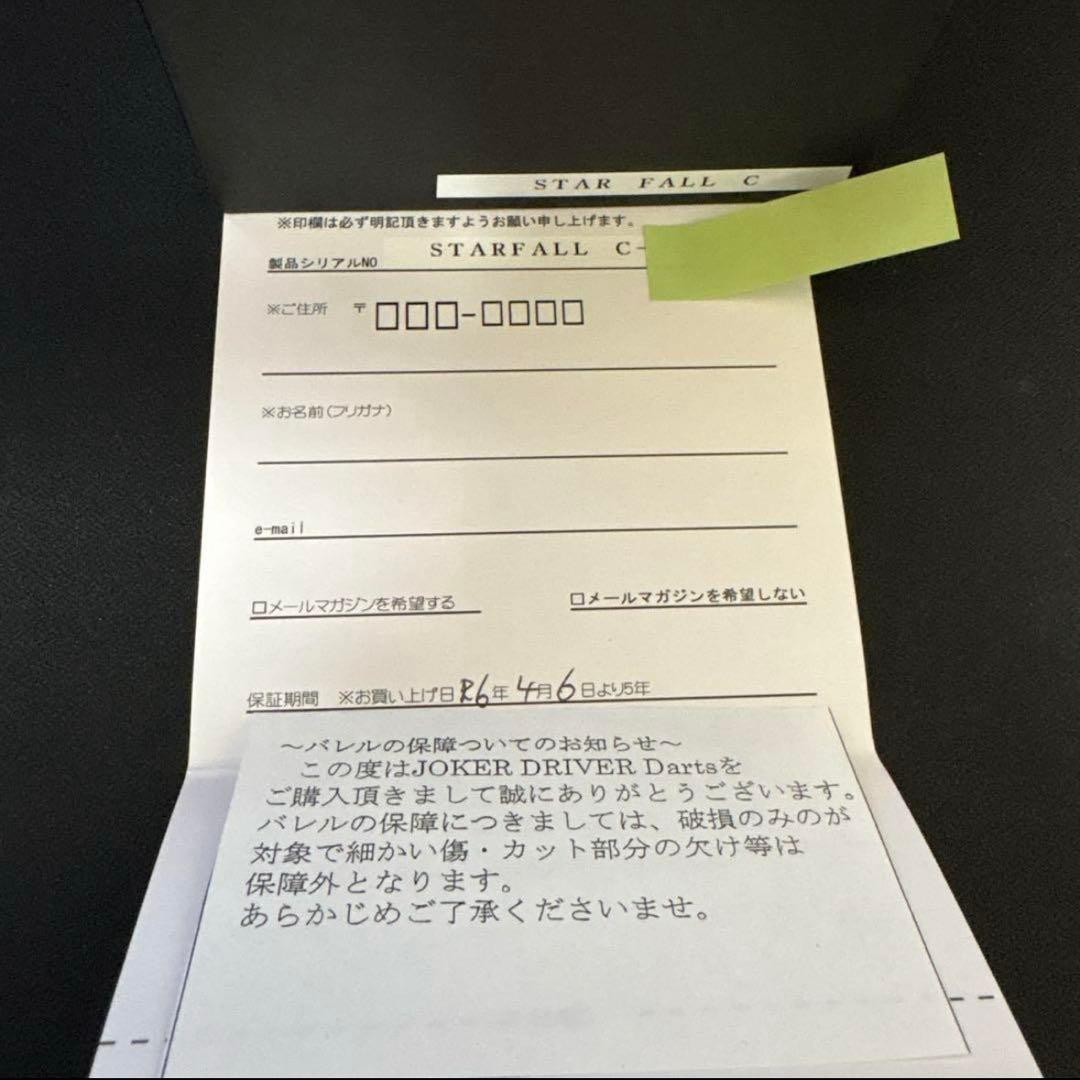 STAR FALL C
※印欄は必ず明記頂きますようお願い申し上げます。
製品シリアルNO STARFALL C-
※ご住所 〒□□□-□□□□
※お名前(フリガナ)
e-mail
□メールマガジンを希望する □メールマガジンを希望しない
保証期間 ※お買い上げ日R6年4月6日より5年
～バレルの保障ついてのお知らせ～
この度はJOKER DRIVER Dartsを
ご購入頂きまして誠にありがとうございます。
バレルの保障につきましては、破損のみのが
対象で細かい傷・カット部分の欠け等は
保障外となります。
あらかじめご了承くださいませ。